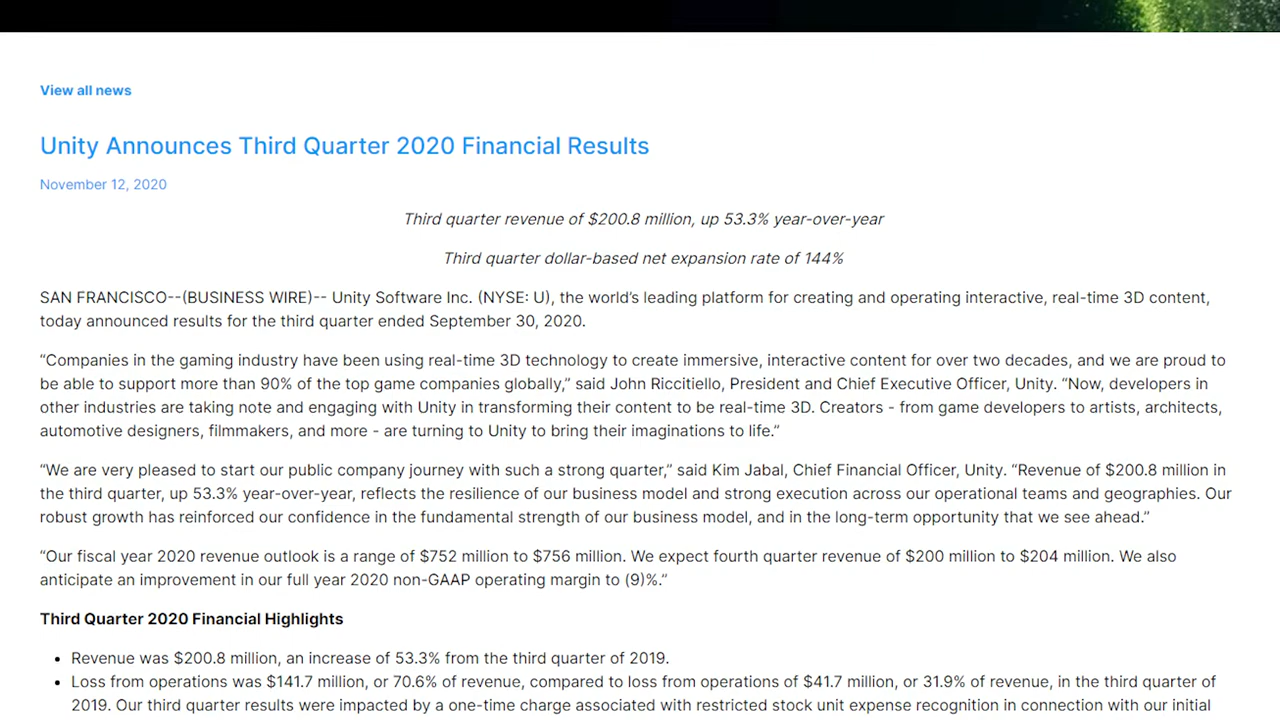 View all news
Unity Announces Third Quarter 2020 Financial Results
November 12, 2020
Third quarter revenue of $200.8 million, up 53.3% year-over-year
Third quarter dollar-based net expansion rate of 144%
SAN FRANCISCO--(BUSINESS WIRE)-- Unity Software Inc. (NYSE: U), the world’s leading platform for creating and operating interactive, real-time 3D content,
today announced results for the third quarter ended September 30, 2020.
“Companies in the gaming industry have been using real-time 3D technology to create immersive, interactive content for over two decades, and we are proud to
be able to support more than 90% of the top game companies globally,” said John Riccitiello, President and Chief Executive Officer, Unity. “Now, developers in
other industries are taking note and engaging with Unity in transforming their content to be real-time 3D. Creators - from game developers to artists, architects,
automotive designers, filmmakers, and more - are turning to Unity to bring their imaginations to life.”
“We are very pleased to start our public company journey with such a strong quarter,” said Kim Jabal, Chief Financial Officer, Unity. “Revenue of $200.8 million in
the third quarter, up 53.3% year-over-year, reflects the resilience of our business model and strong execution across our operational teams and geographies. Our
robust growth has reinforced our confidence in the fundamental strength of our business model, and in the long-term opportunity that we see ahead.”
“Our fiscal year 2020 revenue outlook is a range of $752 million to $756 million. We expect fourth quarter revenue of $200 million to $204 million. We also
anticipate an improvement in our full year 2020 non-GAAP operating margin to (9)%.”
Third Quarter 2020 Financial Highlights
• Revenue was $200.8 million, an increase of 53.3% from the third quarter of 2019.
• Loss from operations was $141.7 million, or 70.6% of revenue, compared to loss from operations of $41.7 million, or 31.9% of revenue, in the third quarter of
2019. Our third quarter results were impacted by a one-time charge associated with restricted stock unit expense recognition in connection with our initial